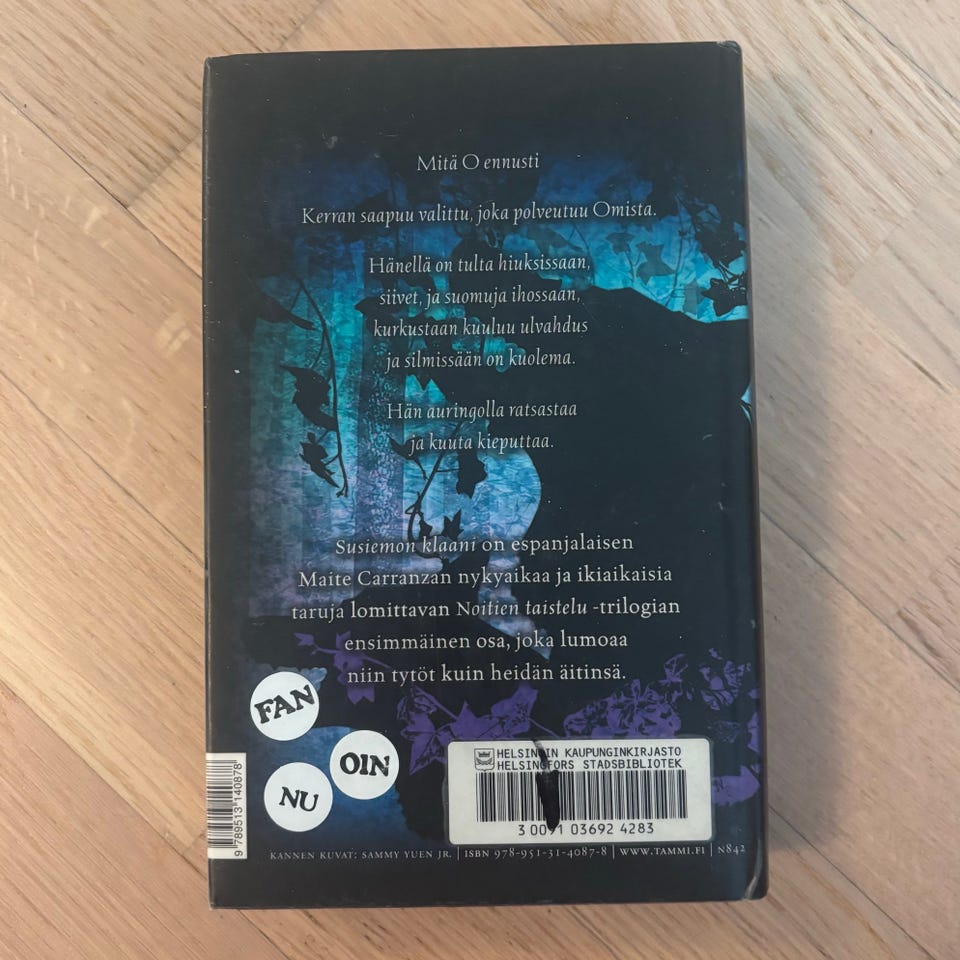 Mitä O ennusti
Kerran saapuu valittu, joka polveutuu Omista.
Hänellä on tulta hiuksissaan,
siivet, ja suomuja ihossaan,
kurkustaan kuuluu ulvahdus
ja silmissään on kuolema.
Hän auringolla ratsastaa
ja kuuta kieputtaa.
Susiemon klaani on espanjalaisen
Maite Carranzan nykyaikaa ja ikiaikaisia
taruja lomittavan Noitien taistelu -trilogian
ensimmäinen osa, joka lumoaa
niin tytöt kuin heidän äitinsä.
FAN
OIN
NU
HELSINGIN KAUPUNGINKIRJASTO
HELSINGFORS STADSBIBLIOTEK
3 0091 03692 4283
9 789513 140878
KANNEN KUVAT: SAMMY YUEN JR. | ISBN 978-951-31-4087-8 | WWW.TAMMI.FI | N842